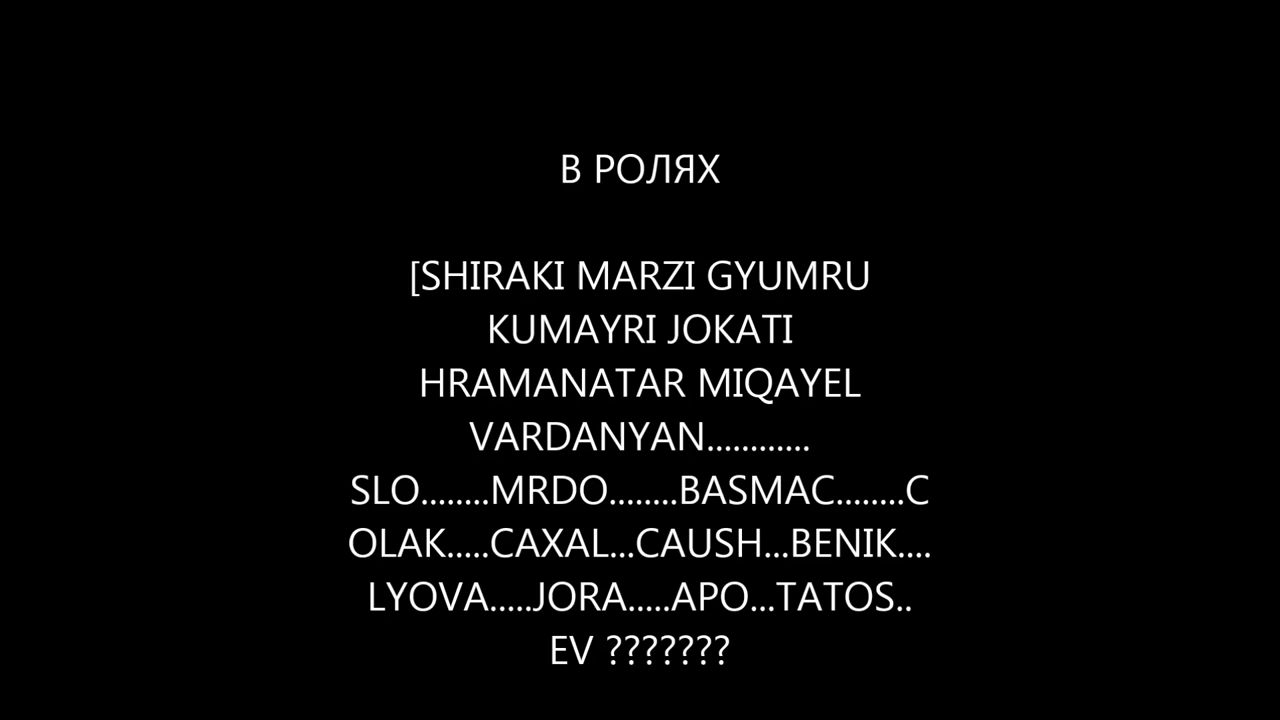 В РОЛЯХ
[SHIRAKI MARZI GYUMRU
KUMAYRI JOKATI
HRAMANATAR MIQAYEL
VARDANYAN............
SLO........MRDO........BASMAC........C
OLAK.....CAXAL...CAUSH...BENIK....
LYOVA.....JORA.....APO...TATOS..
EV ???????